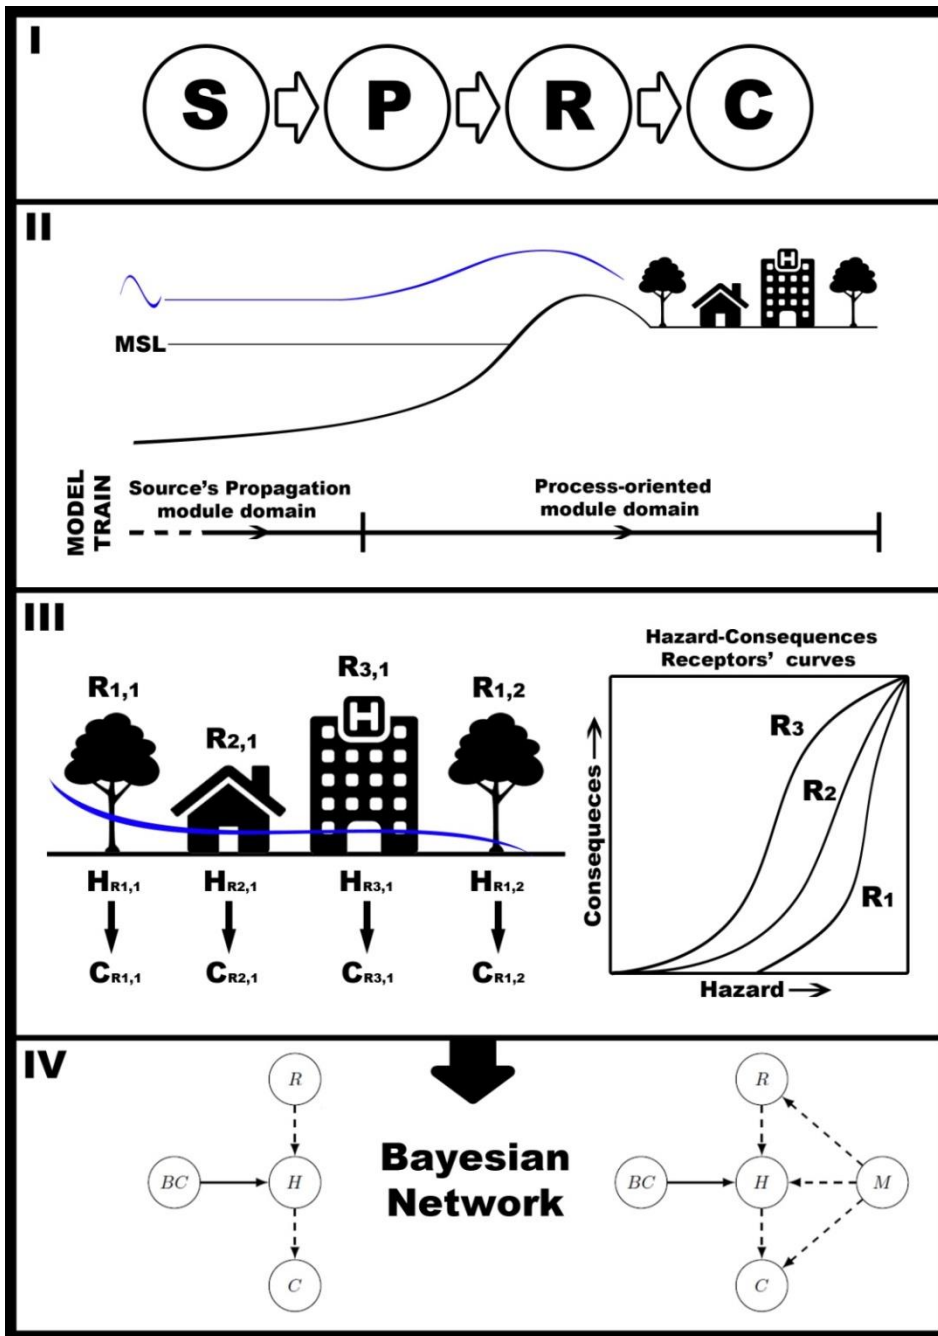 I
S P R C
II
H
MSL
MODEL
TRAIN
Source's Propagation
module domain
Process-oriented
module domain
III
R1,1
R2,1
R3,1
R1,2
H
HR1,1
HR2,1
HR3,1
HR1,2
CR1,1
CR2,1
CR3,1
CR1,2
Hazard-Consequences
Receptors' curves
Consequeces
R3
R2
R1
Hazard
IV
R
BC
H
C
Bayesian
Network
R
BC
H
M
C